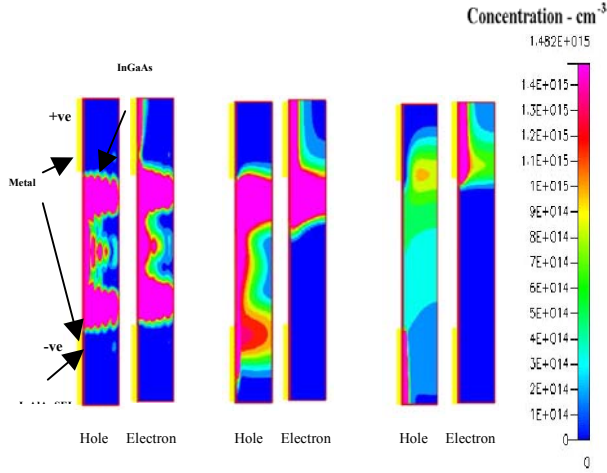 Concentration - cm-3
1.482E+015
InGaAs
+ve
Metal
-ve
1.4E+015
1.3E+015
1.2E+015
1.1E+015
1E+015
9E+014
8E+014
7E+014
6E+014
5E+014
4E+014
3E+014
2E+014
1E+014
0
0
Hole Electron Hole Electron Hole Electron